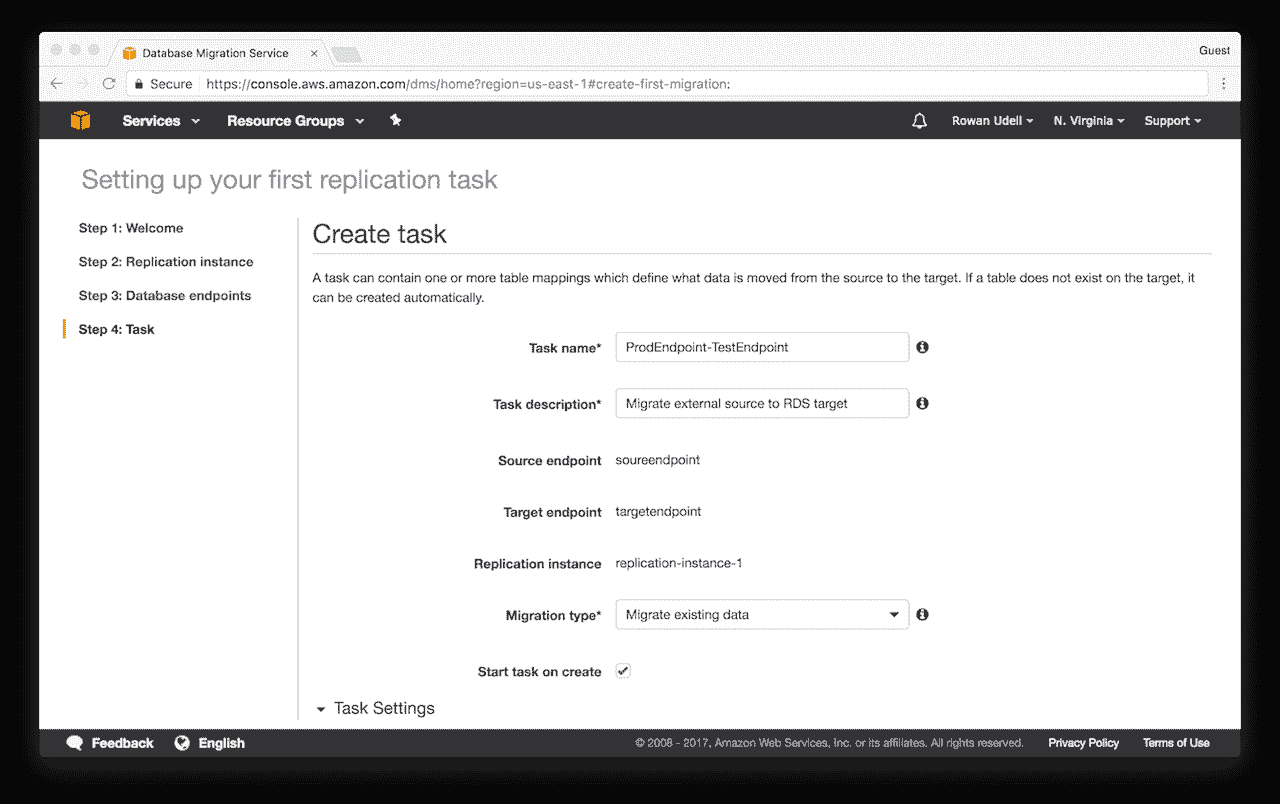 Database Migration Service ×
Guest
Secure https://console.aws.amazon.com/dms/home?region=us-east-1#create-first-migration:
Services Resource Groups Rowan Udell N. Virginia Support
Setting up your first replication task
Step 1: Welcome
Step 2: Replication instance
Step 3: Database endpoints
Step 4: Task
Create task
A task can contain one or more table mappings which define what data is moved from the source to the target. If a table does not exist on the target, it
can be created automatically.
Task name* ProdEndpoint-TestEndpoint
Task description* Migrate external source to RDS target
Source endpoint soureendpoint
Target endpoint targetendpoint
Replication instance replication-instance-1
Migration type* Migrate existing data
Start task on create
Task Settings
Feedback English © 2008 - 2017, Amazon Web Services, Inc. or its affiliates. All rights reserved. Privacy Policy Terms of Use